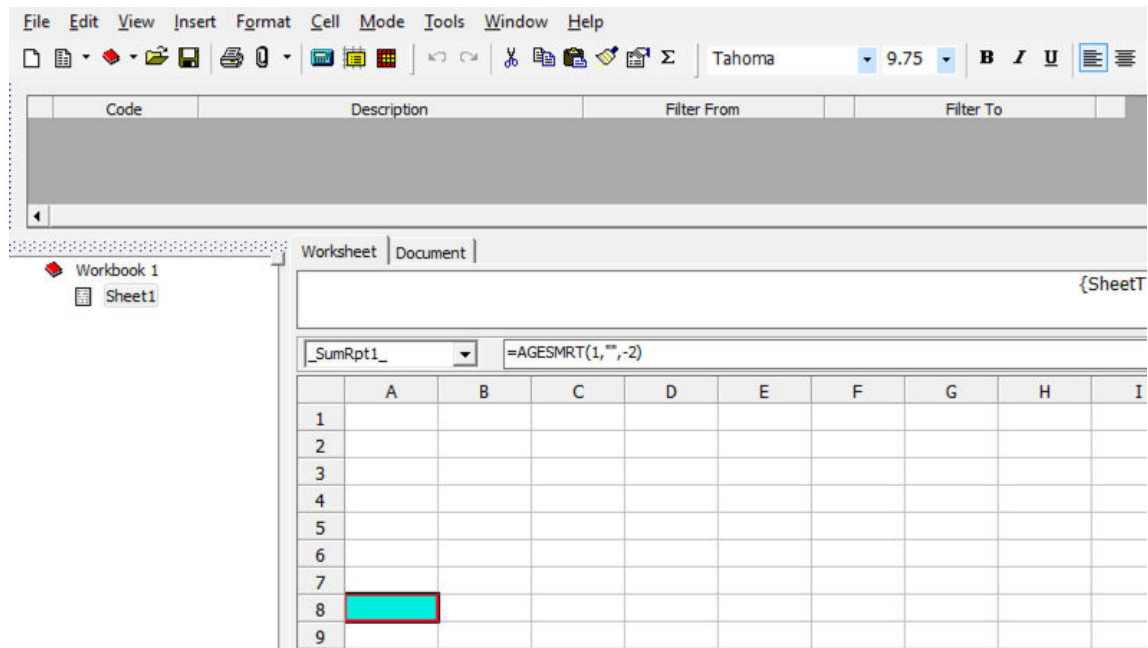 File Edit View Insert Format Cell Mode Tools Window Help
Σ Tahoma 9.75 B I U
Code Description Filter From Filter To
Worksheet Document
Workbook 1
Sheet1
{SheetT
_SumRpt1_ =AGESMRT(1,"",-2)
A B C D E F G H I
1
2
3
4
5
6
7
8
9